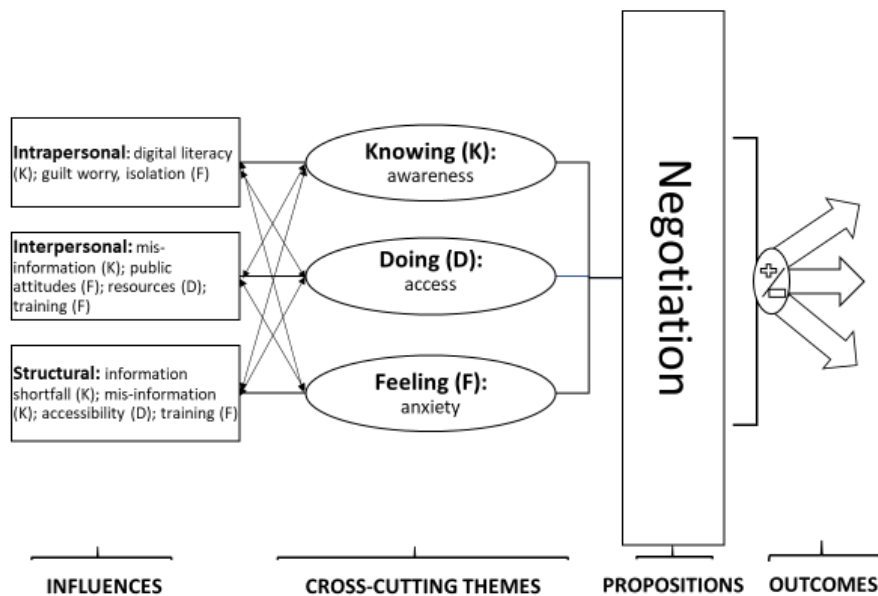 Intrapersonal: digital literacy
(K); guilt worry, isolation (F)
Interpersonal: mis-
information (K); public
attitudes (F); resources (D);
training (F)
Structural: information
shortfall (K); mis-information
(K); accessibility (D); training (F)
Knowing (K):
awareness
Doing (D):
access
Feeling (F):
anxiety
Negotiation
+
-
INFLUENCES
CROSS-CUTTING THEMES
PROPOSITIONS
OUTCOMES